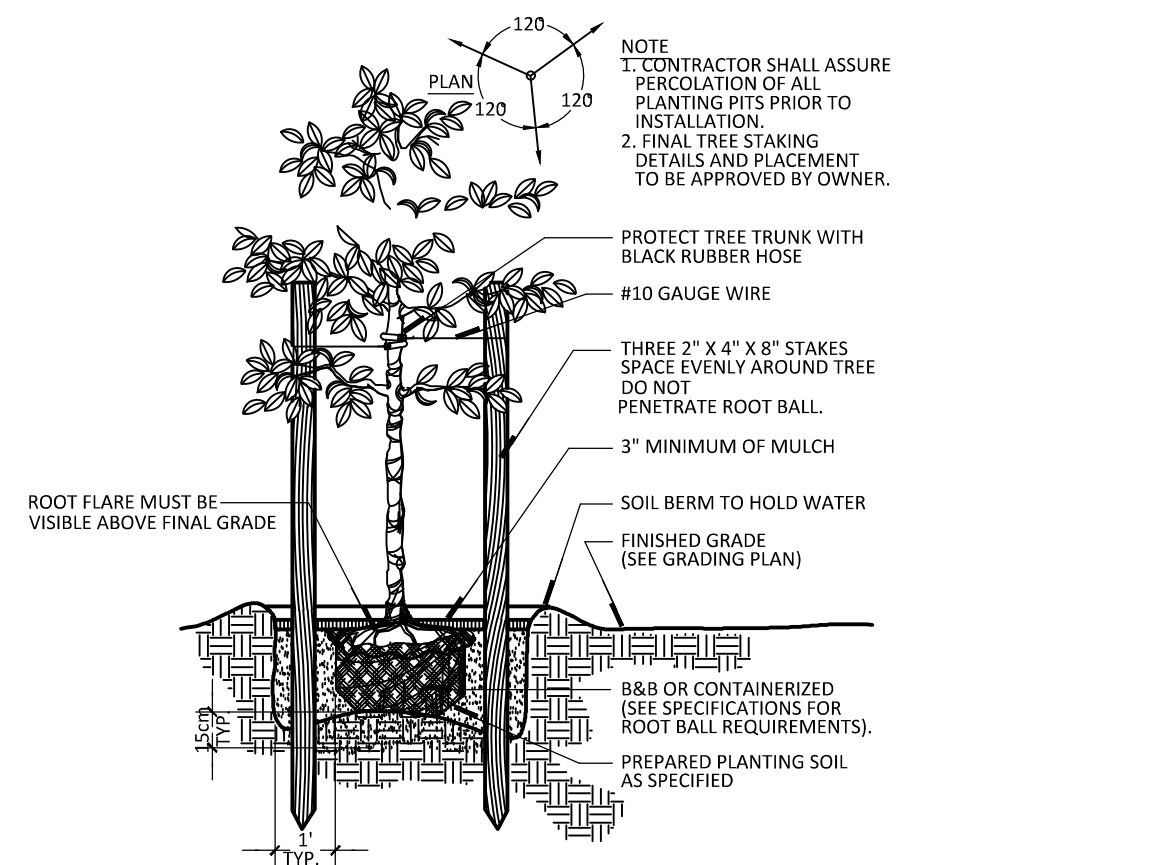 120°
PLAN
120°
120°
NOTE
1. CONTRACTOR SHALL ASSURE
PERCOLATION OF ALL
PLANTING PITS PRIOR TO
INSTALLATION.
2. FINAL TREE STAKING
DETAILS AND PLACEMENT
TO BE APPROVED BY OWNER.
PROTECT TREE TRUNK WITH
BLACK RUBBER HOSE
#10 GAUGE WIRE
THREE 2" X 4" X 8" STAKES
SPACE EVENLY AROUND TREE
DO NOT
PENETRATE ROOT BALL.
3" MINIMUM OF MULCH
ROOT FLARE MUST BE
VISIBLE ABOVE FINAL GRADE
SOIL BERM TO HOLD WATER
FINISHED GRADE
(SEE GRADING PLAN)
B&B OR CONTAINERIZED
(SEE SPECIFICATIONS FOR
ROOT BALL REQUIREMENTS).
15cm
TYP.
PREPARED PLANTING SOIL
AS SPECIFIED
1'
TYP.